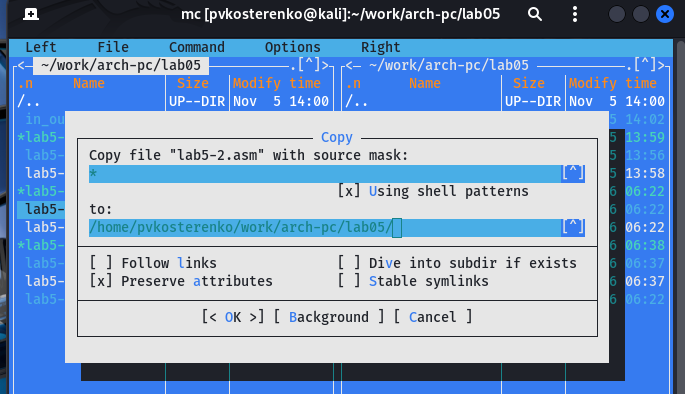 mc [pvkosterenko@kali]:~/work/arch-pc/lab05
Left File Command Options Right
<— ~/work/arch-pc/lab05 .[^]> <— ~/work/arch-pc/lab05 .[^]>
.n Name Size Modify time .n Name Size Modify time
/.. UP--DIR Nov 5 14:00 /.. UP--DIR Nov 5 14:00
in_ou 5 14:02
*lab5- 5 13:59
lab5- 5 13:56
lab5- 5 13:58
*lab5- 6 06:22
lab5- 6 06:22
lab5- 6 06:22
*lab5- 6 06:38
lab5- 6 06:37
lab5- 6 06:37
lab5- 6 06:22
Copy
Copy file "lab5-2.asm" with source mask:
* [^]
[x] Using shell patterns
to:
/home/pvkosterenko/work/arch-pc/lab05/ [^]
[ ] Follow links [ ] Dive into subdir if exists
[x] Preserve attributes [ ] Stable symlinks
[< OK >] [ Background ] [ Cancel ]